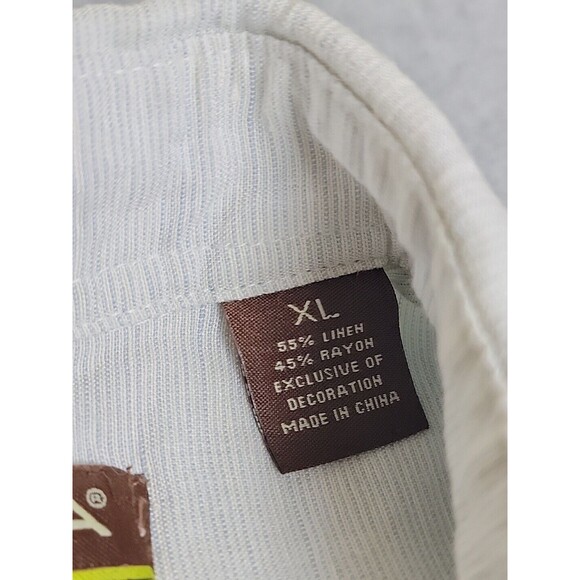 XL
55% LINEN
45% RAYON
EXCLUSIVE OF
DECORATION
MADE IN CHINA
A®